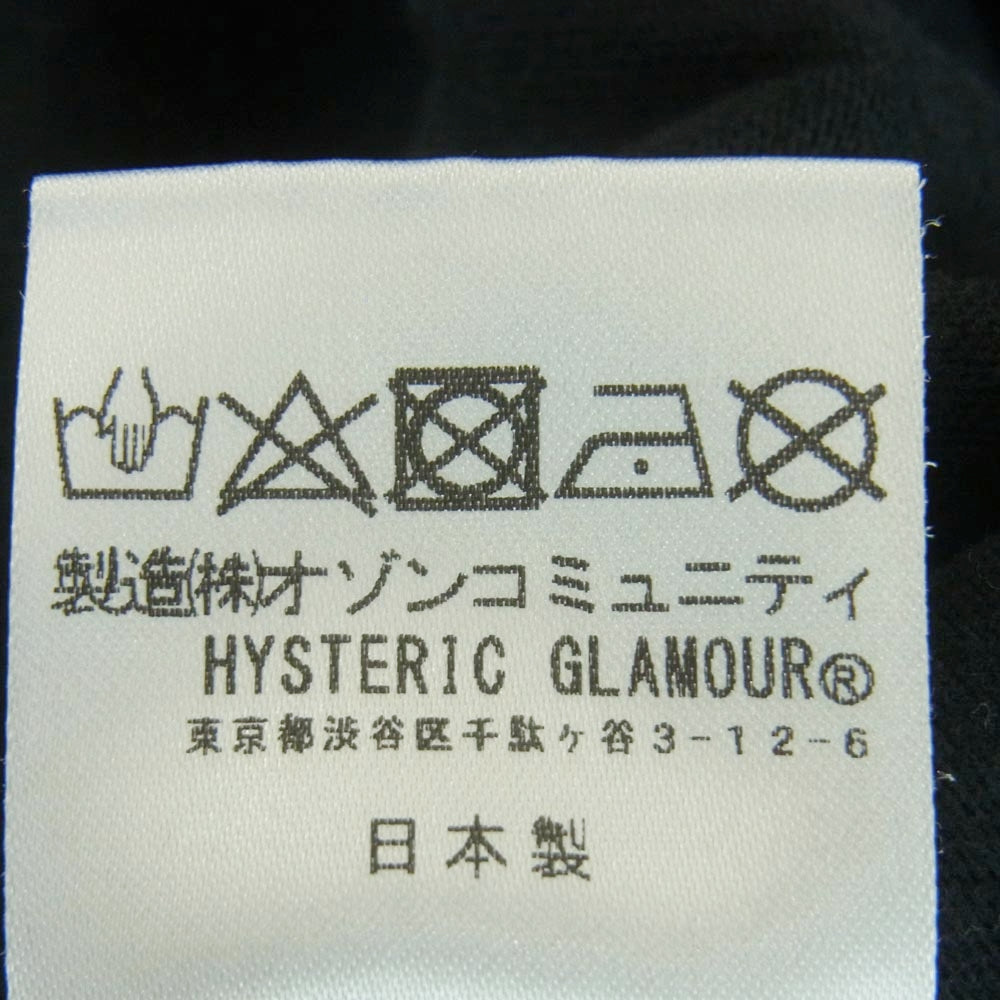 製造(株)オゾンコミュニティ
HYSTERIC GLAMOUR®
東京都渋谷区千駄ヶ谷3-12-6
日本製